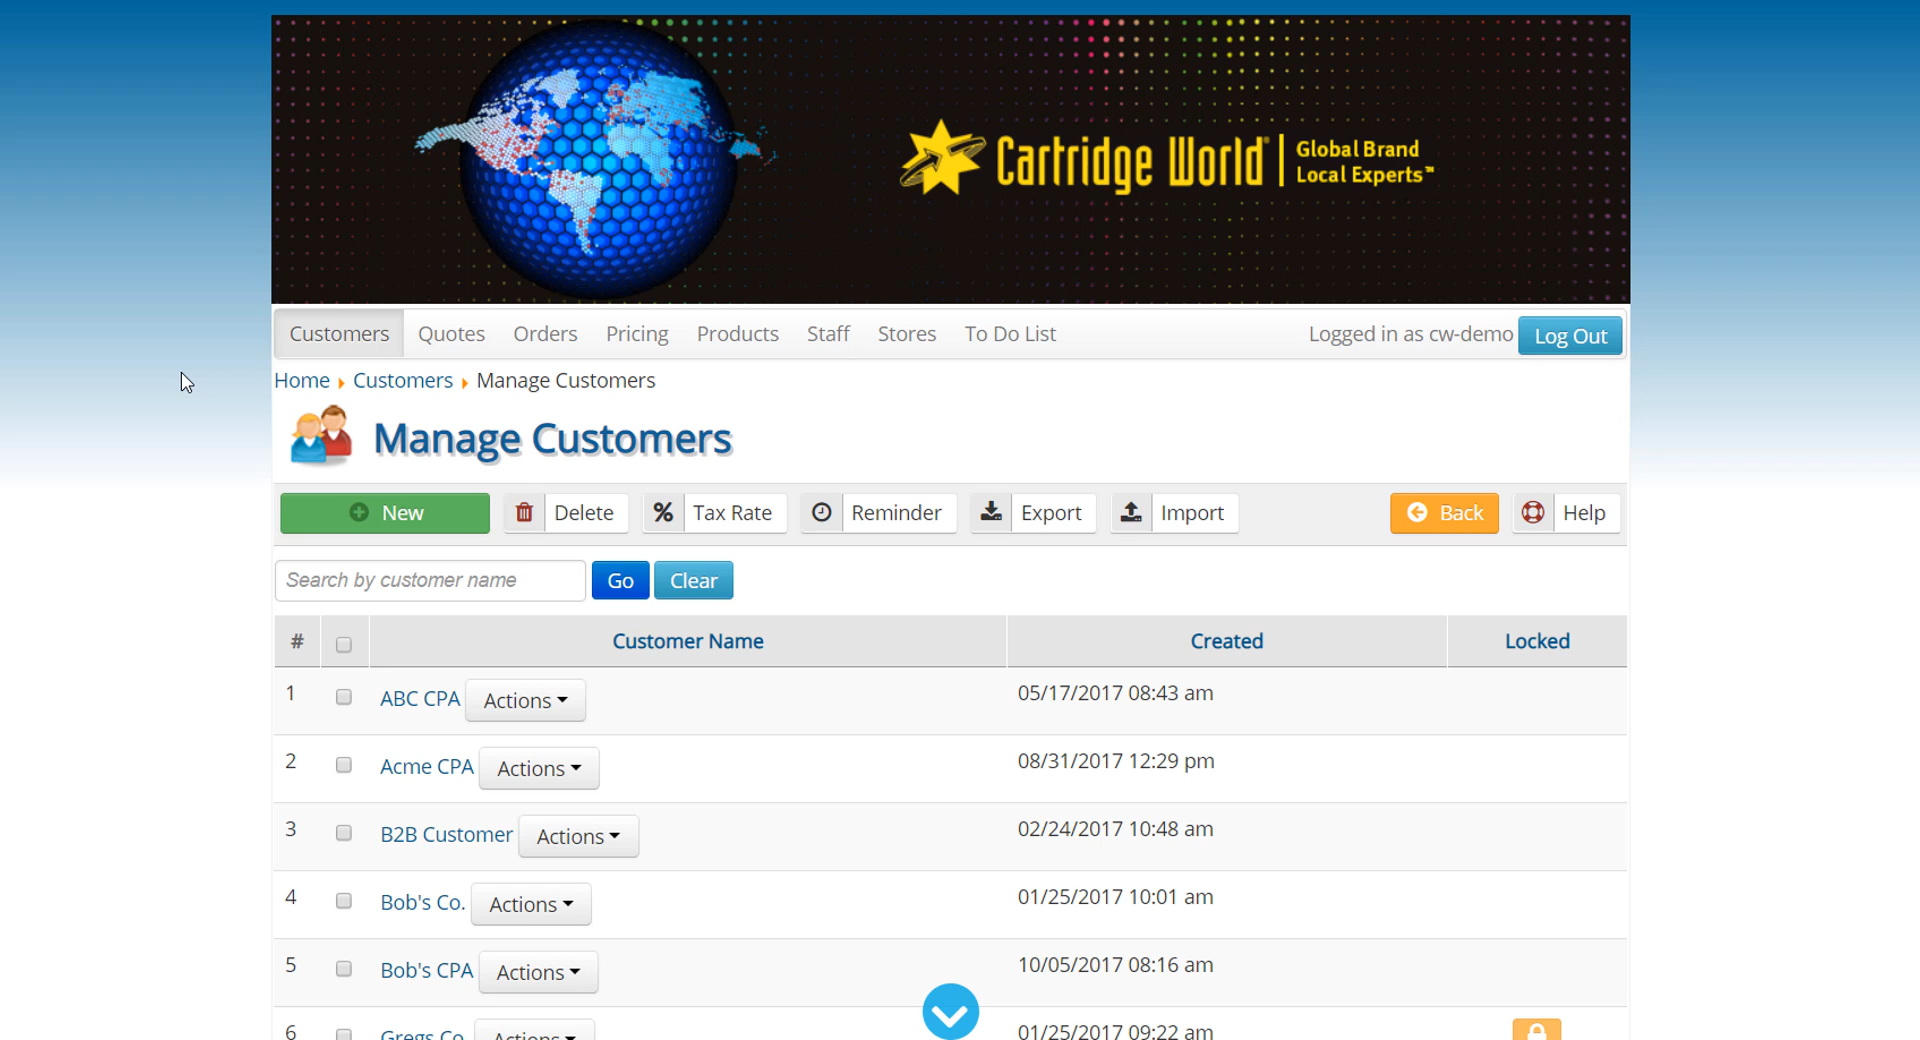 Cartridge World®
Global Brand
Local Experts™
Customers Quotes Orders Pricing Products Staff Stores To Do List Logged in as cw-demo Log Out
Home Customers Manage Customers
Manage Customers
New Delete % Tax Rate Reminder Export Import Back Help
Search by customer name Go Clear
# Customer Name Created Locked
1 ABC CPA Actions 05/17/2017 08:43 am
2 Acme CPA Actions 08/31/2017 12:29 pm
3 B2B Customer Actions 02/24/2017 10:48 am
4 Bob's Co. Actions 01/25/2017 10:01 am
5 Bob's CPA Actions 10/05/2017 08:16 am
6 Gregs Co Actions 01/25/2017 09:22 am